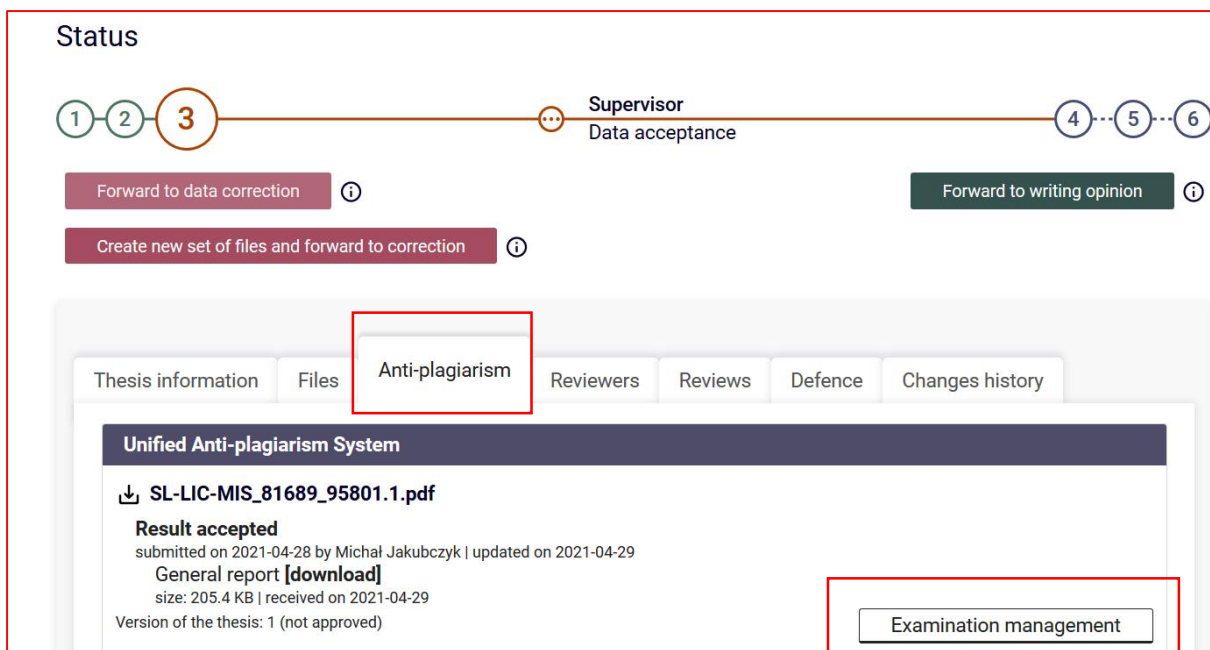 Status
1 2 3 Supervisor 4 5 6
Data acceptance
Forward to data correction Forward to writing opinion
Create new set of files and forward to correction
Thesis information Files Anti-plagiarism Reviewers Reviews Defence Changes history
Unified Anti-plagiarism System
SL-LIC-MIS_81689_95801.1.pdf
Result accepted
submitted on 2021-04-28 by Michał Jakubczyk | updated on 2021-04-29
General report [download]
size: 205.4 KB | received on 2021-04-29
Version of the thesis: 1 (not approved)
Examination management